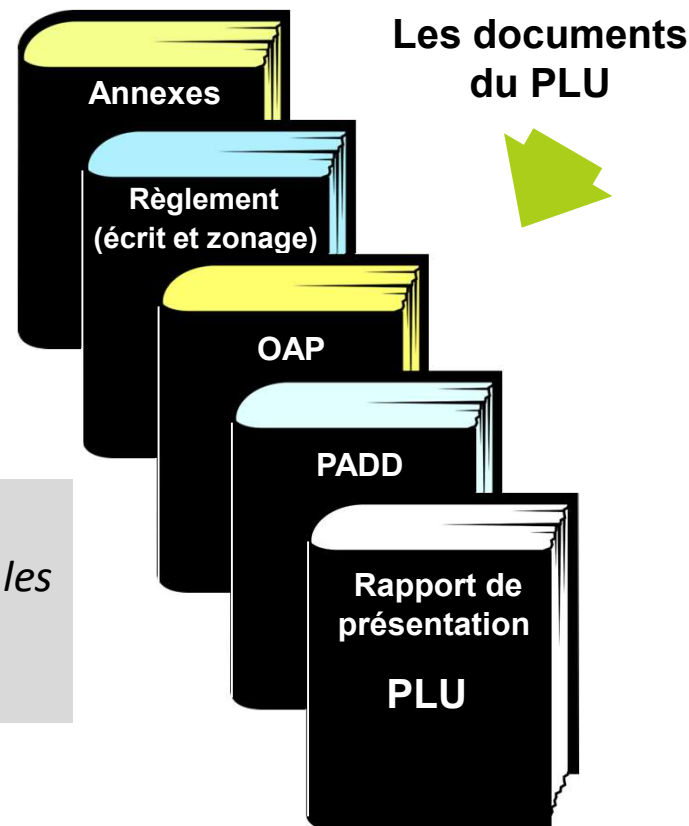 Les documents
du PLU
Annexes
Règlement
(écrit et zonage)
OAP
PADD
les
Rapport de
présentation
PLU